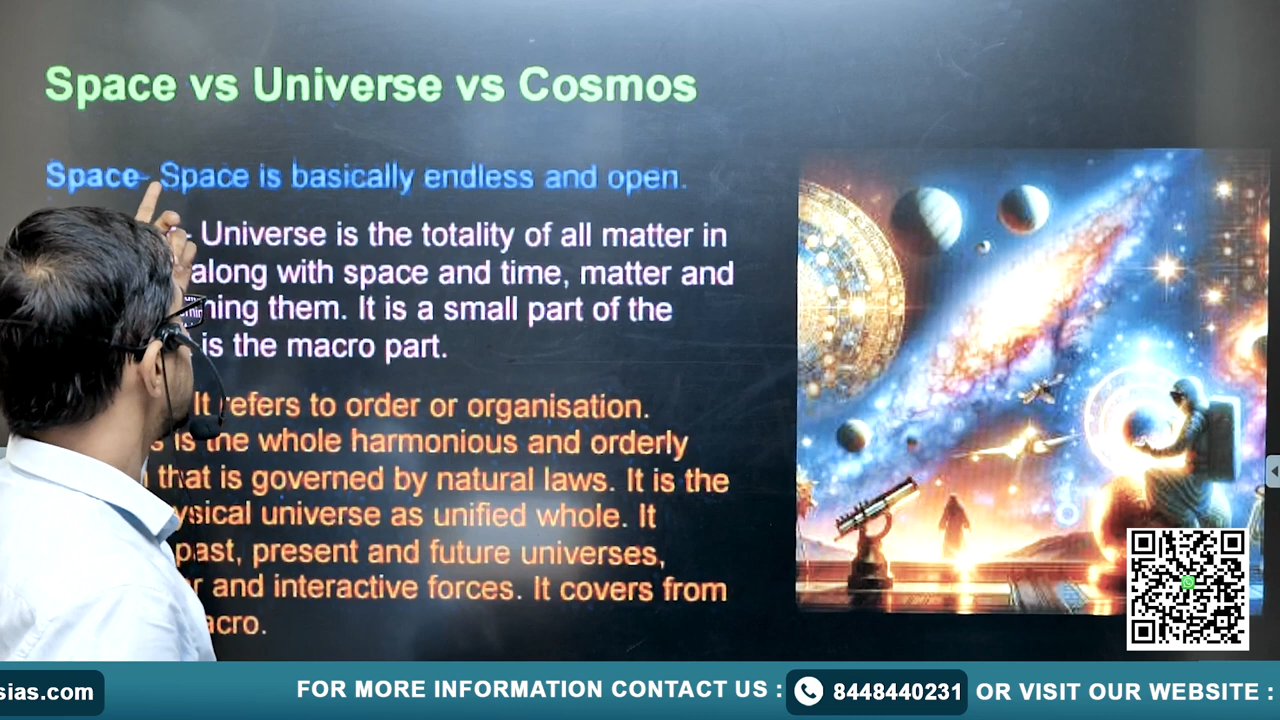 Space vs Universe vs Cosmos
Space- Space is basically endless and open.
- Universe is the totality of all matter in
along with space and time, matter and
ning them. It is a small part of the
is the macro part.
It refers to order or organisation.
s is the whole harmonious and orderly
that is governed by natural laws. It is the
ysical universe as unified whole. It
past, present and future universes,
r and interactive forces. It covers from
acro.
sias.com
FOR MORE INFORMATION CONTACT US :
8448440231
OR VISIT OUR WEBSITE :